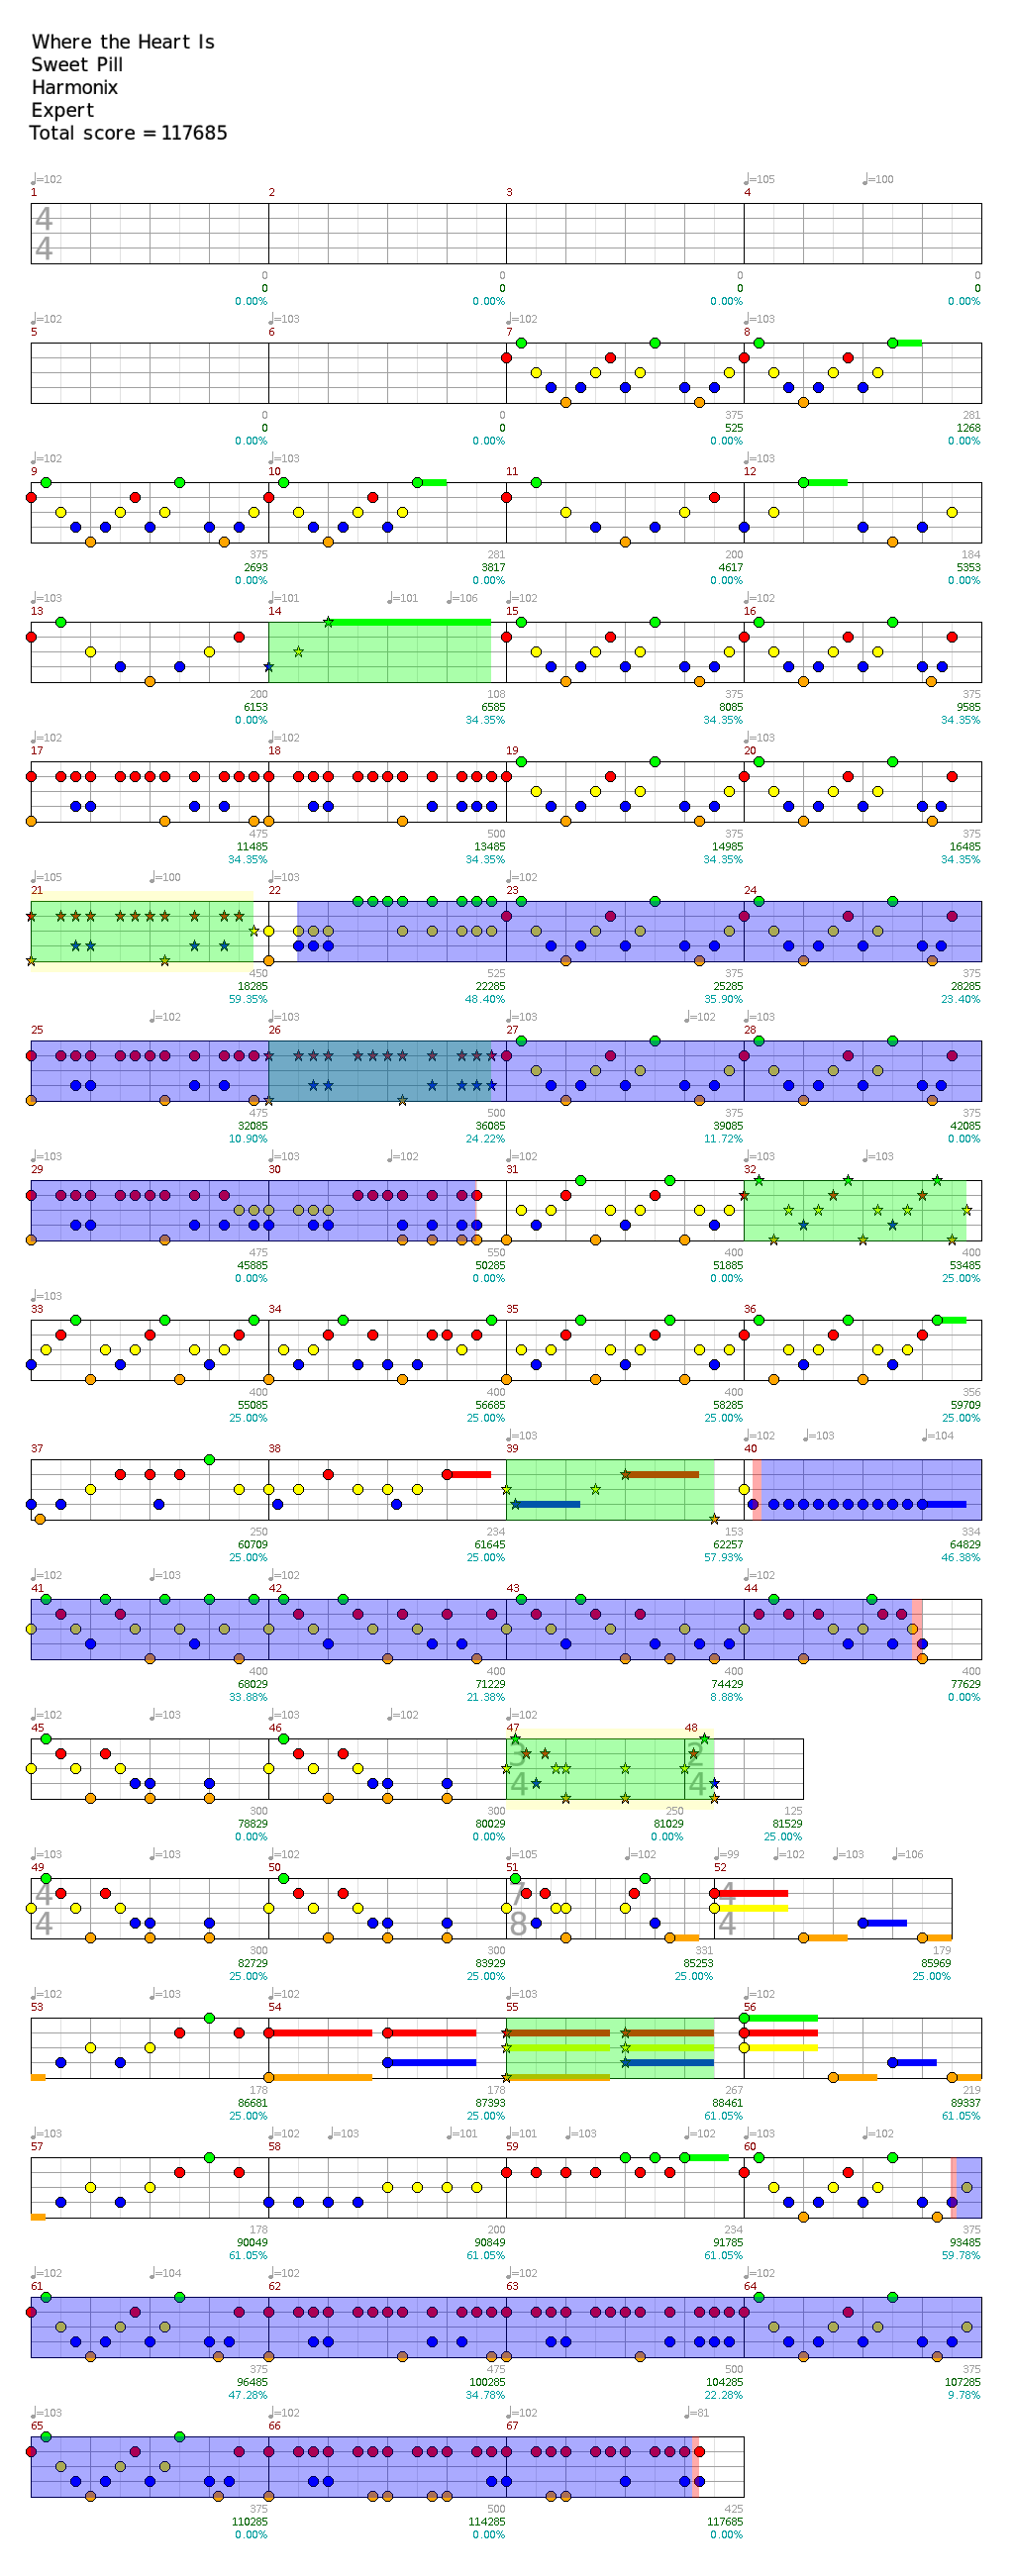 Where the Heart Is
Sweet Pill
Harmonix
Expert
Total score = 117685
♩=102 ♩=105 ♩=100
1 2 3 4
4
4
0 0 0 0
0 0 0 0
0.00% 0.00% 0.00% 0.00%
♩=102 ♩=103 ♩=102 ♩=103
5 6 7 8
0 0 375 281
0 0 525 1268
0.00% 0.00% 0.00% 0.00%
♩=102 ♩=103 ♩=103
9 10 11 12
375 281 200 184
2693 3817 4617 5353
0.00% 0.00% 0.00% 0.00%
♩=103 ♩=101 ♩=101 ♩=106 ♩=102 ♩=102
13 14 15 16
200 108 375 375
6153 6585 8085 9585
0.00% 34.35% 34.35% 34.35%
♩=102 ♩=102 ♩=103
17 18 19 20
475 500 375 375
11485 13485 14985 16485
34.35% 34.35% 34.35% 34.35%
♩=105 ♩=100 ♩=103
21 22 23 24
450 525 375 375
18285 22285 25285 28285
59.35% 48.40% 35.90% 23.40%
♩=102 ♩=103 ♩=103 ♩=102 ♩=103
25 26 27 28
475 500 375 375
32085 36085 39085 42085
10.90% 24.22% 11.72% 0.00%
♩=103 ♩=103 ♩=102 ♩=102 ♩=103 ♩=103
29 30 31 32
475 550 400 400
45885 50285 51885 53485
0.00% 0.00% 0.00% 25.00%
♩=103
33 34 35 36
400 400 400 356
55085 56685 58285 59709
25.00% 25.00% 25.00% 25.00%
♩=103 ♩=102 ♩=103 ♩=104
37 38 39 40
250 234 153 334
60709 61645 62257 64829
25.00% 25.00% 57.93% 46.38%
♩=102 ♩=103 ♩=102 ♩=102
41 42 43 44
400 400 400 400
68029 71229 74429 77629
33.88% 21.38% 8.88% 0.00%
♩=102 ♩=103 ♩=103 ♩=102 ♩=102
45 46 47 48
3 2
4 4
300 300 250 125
78829 80029 81029 81529
0.00% 0.00% 0.00% 25.00%
♩=103 ♩=103 ♩=102 ♩=105 ♩=102 ♩=99 ♩=102 ♩=103 ♩=106
49 50 51 52
4 7 4
4 8 4
300 300 331 179
82729 83929 85253 85969
25.00% 25.00% 25.00% 25.00%
♩=102 ♩=103 ♩=102 ♩=103 ♩=102
53 54 55 56
178 178 267 219
86681 87393 88461 89337
25.00% 25.00% 61.05% 61.05%
♩=103 ♩=102 ♩=103 ♩=101 ♩=101 ♩=103 ♩=102 ♩=103 ♩=102
57 58 59 60
178 200 234 375
90049 90849 91785 93485
61.05% 61.05% 61.05% 59.78%
♩=102 ♩=104 ♩=102 ♩=102 ♩=102
61 62 63 64
375 475 500 375
96485 100285 104285 107285
47.28% 34.78% 22.28% 9.78%
♩=103 ♩=102 ♩=102 ♩=81
65 66 67
375 500 425
110285 114285 117685
0.00% 0.00% 0.00%